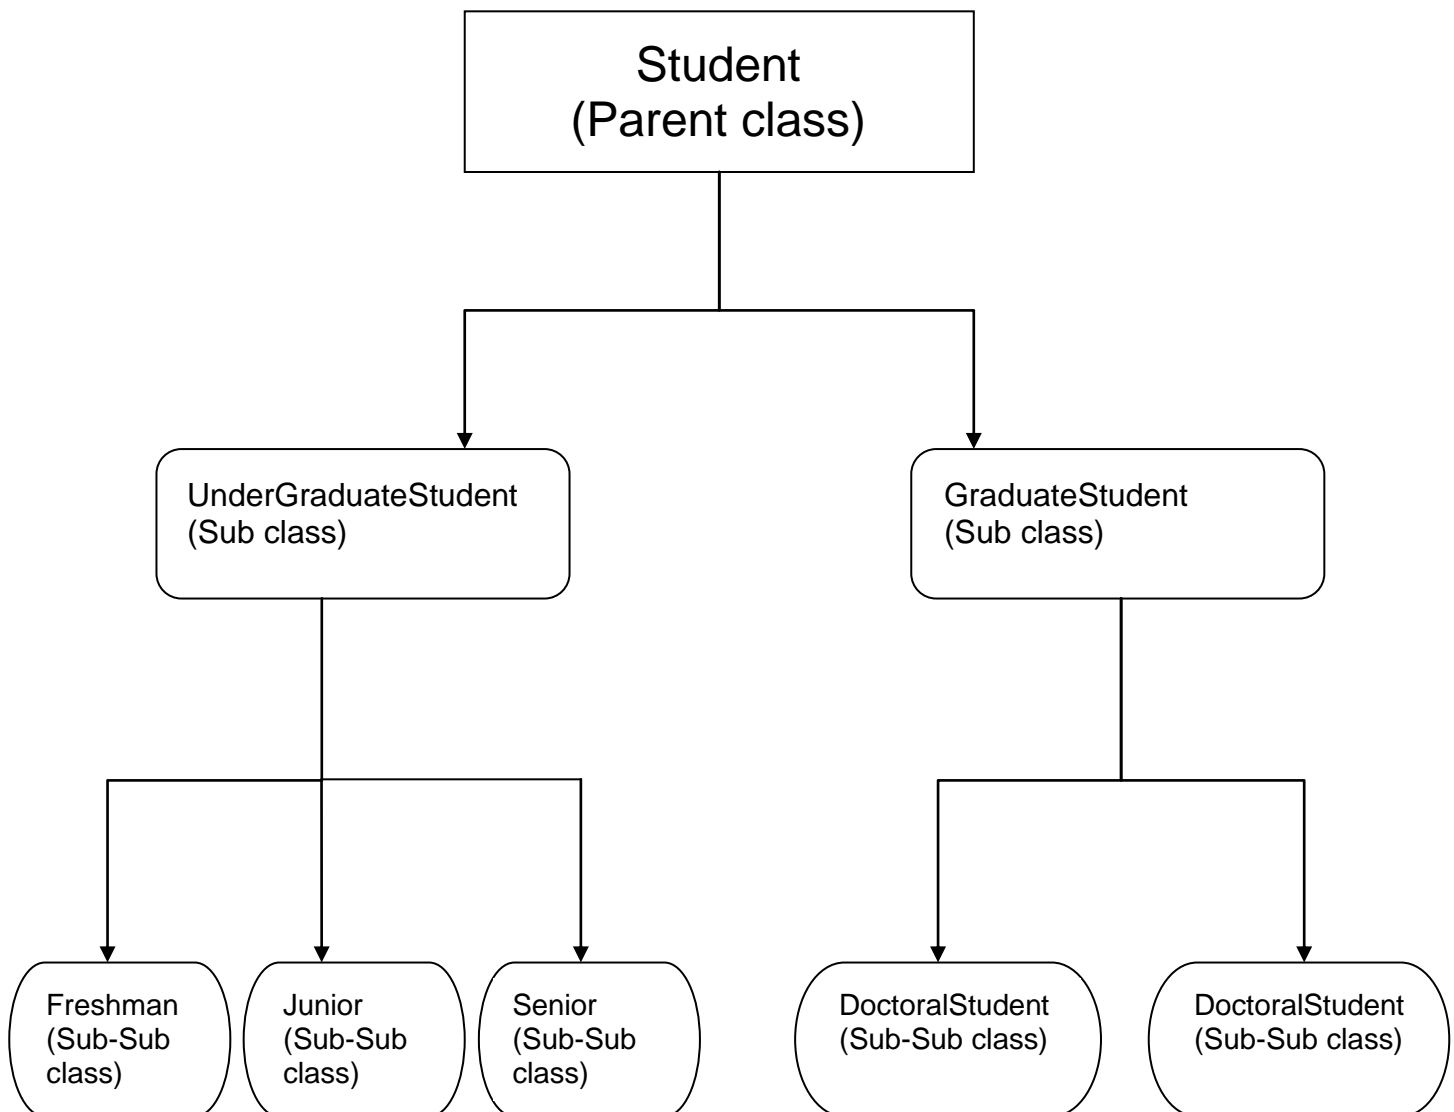 Student
(Parent class)
UnderGraduateStudent
(Sub class)
GraduateStudent
(Sub class)
Freshman
(Sub-Sub
class)
Junior
(Sub-Sub
class)
Senior
(Sub-Sub
class)
DoctoralStudent
(Sub-Sub class)
DoctoralStudent
(Sub-Sub class)